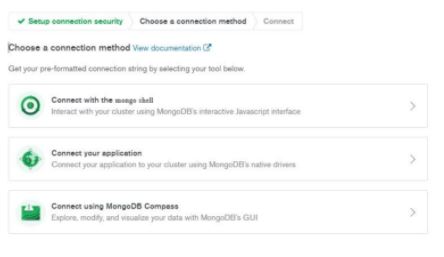 Setup connection security
Choose a connection method
Connect
Choose a connection method View documentation
Get your pre-formatted connection string by selecting your tool below.
Connect with the mongo shell
Interact with your cluster using MongoDB's interactive Javascript interface
Connect your application
Connect your application to your cluster using MongoDB's native drivers
Connect using MongoDB Compass
Explore, modify, and visualize your data with MongoDB's GUI